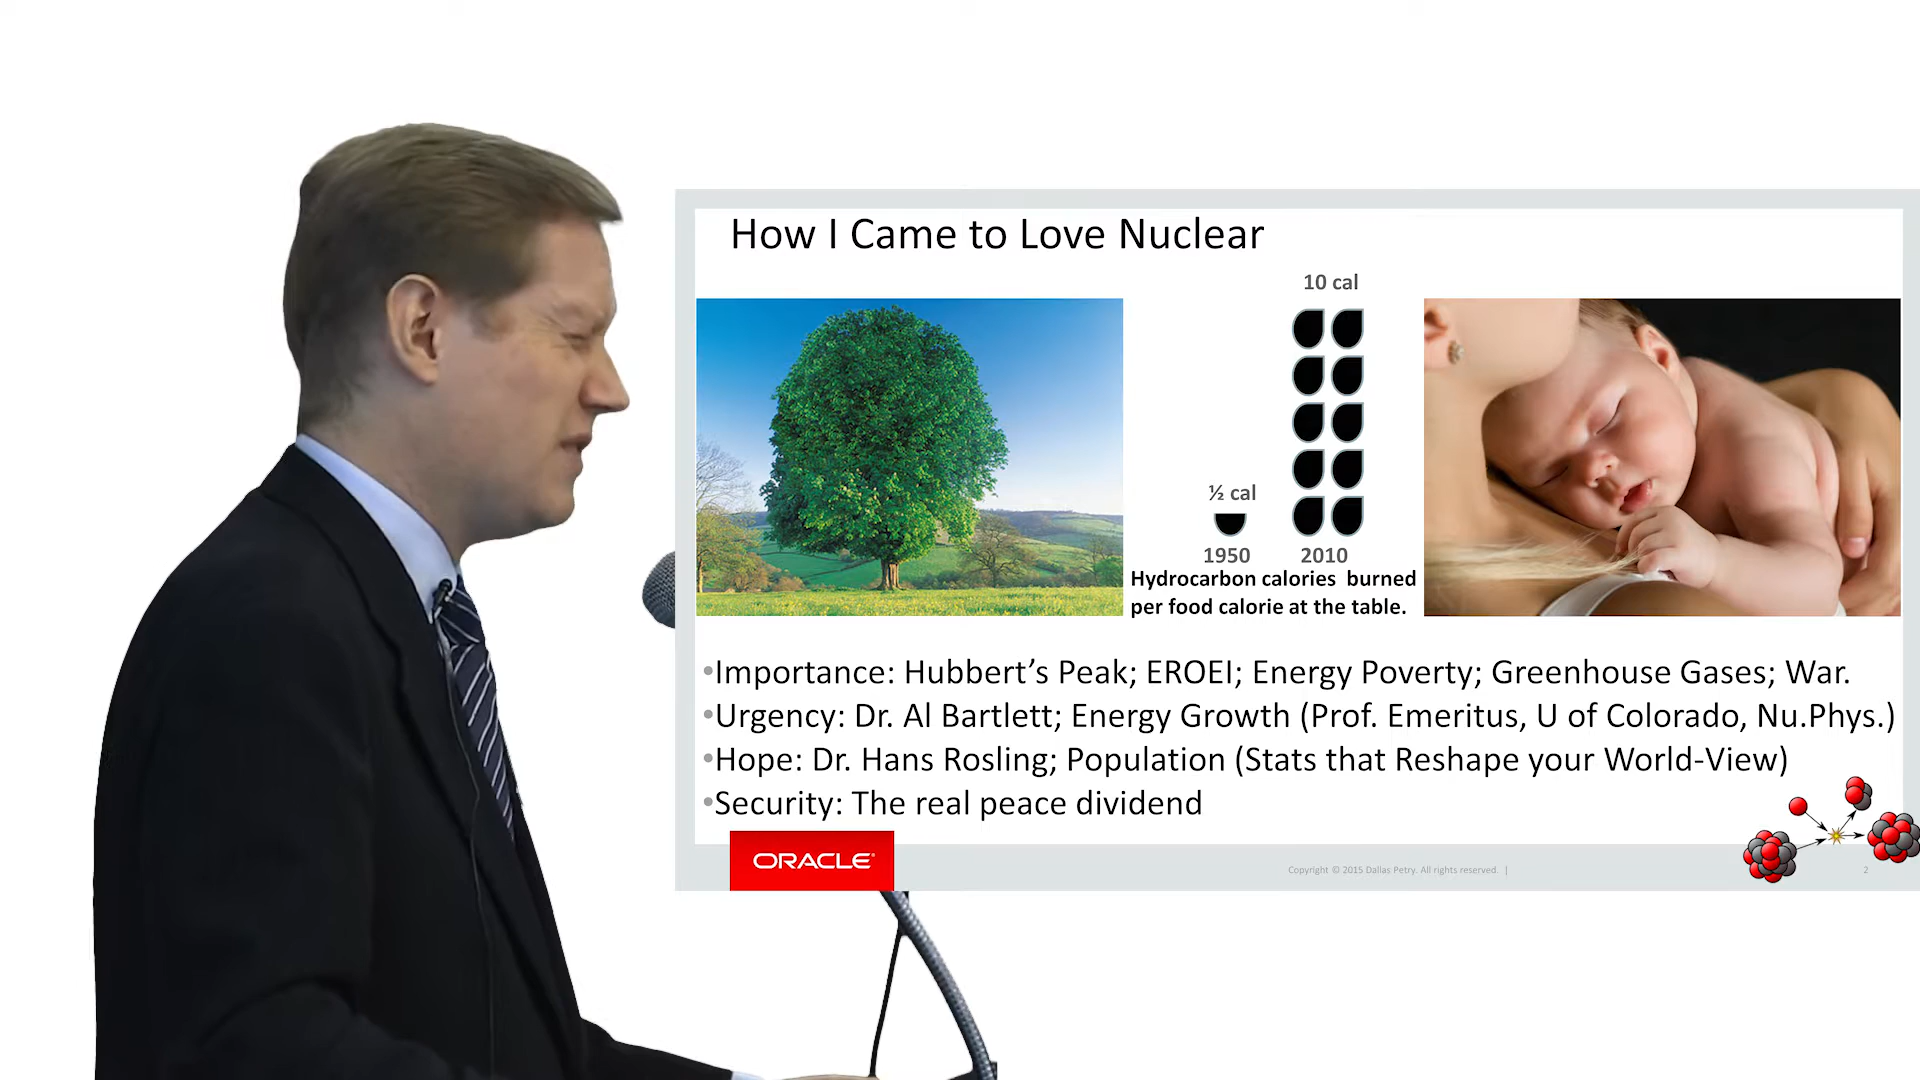 How I Came to Love Nuclear
10 cal
½ cal
1950
2010
Hydrocarbon calories burned
per food calorie at the table.
•Importance: Hubbert’s Peak; EROEI; Energy Poverty; Greenhouse Gases; War.
•Urgency: Dr. Al Bartlett; Energy Growth (Prof. Emeritus, U of Colorado, Nu.Phys.)
•Hope: Dr. Hans Rosling; Population (Stats that Reshape your World-View)
•Security: The real peace dividend
ORACLE®
Copyright © 2015 Dallas Petry. All rights reserved. |
2